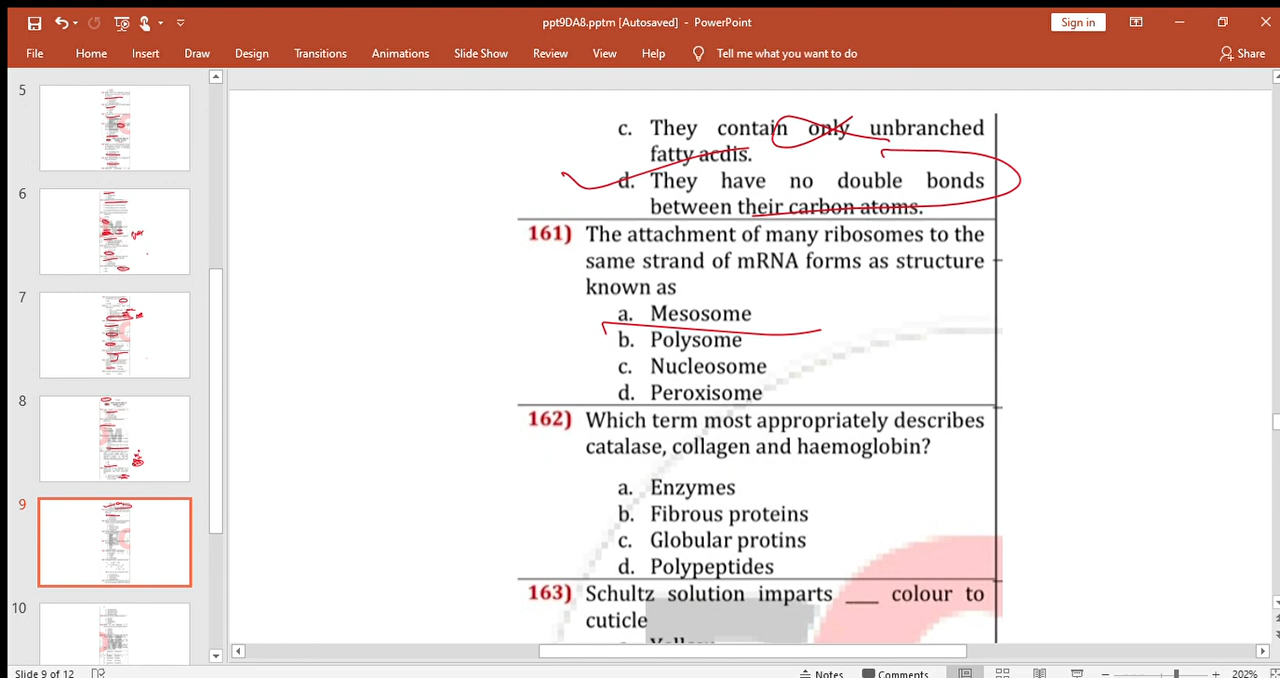 ppt9DA8.pptm [Autosaved] - PowerPoint
Sign in
File Home Insert Draw Design Transitions Animations Slide Show Review View Help Tell me what you want to do Share
5
6
7
8
9
10
c. They contain only unbranched
fatty acdis.
d. They have no double bonds
between their carbon atoms.
161) The attachment of many ribosomes to the
same strand of mRNA forms as structure
known as
a. Mesosome
b. Polysome
c. Nucleosome
d. Peroxisome
162) Which term most appropriately describes
catalase, collagen and haemoglobin?
a. Enzymes
b. Fibrous proteins
c. Globular protins
d. Polypeptides
163) Schultz solution imparts ___ colour to
cuticle
Slide 9 of 12 Notes Comments 202%